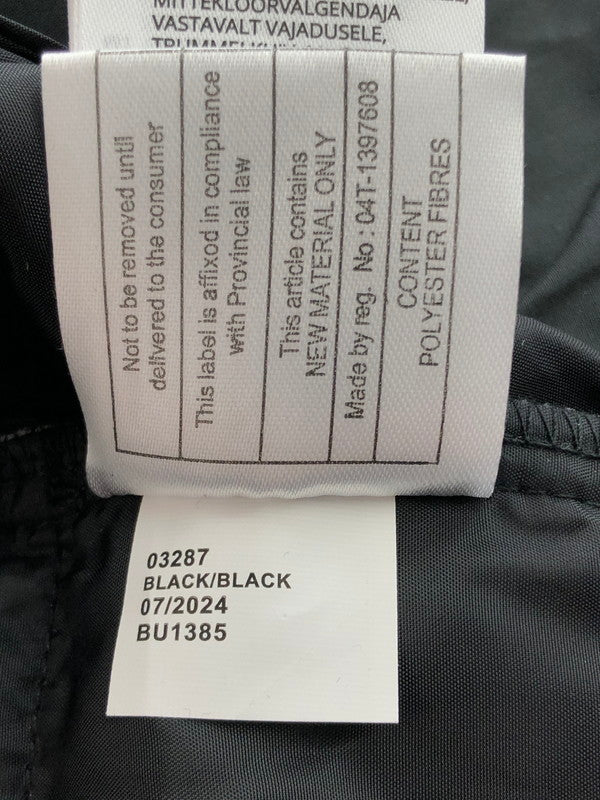 MITTEKLOORVALGENDAJA
VASTAVALT VAJADUSELE,
Not to be removed until
delivered to the consumer
This label is affixod in compliance
with Provincial law
This article contains
NEW MATERIAL ONLY
Made by reg. No : 04T-1397608
CONTENT
POLYESTER FIBRES
03287
BLACK/BLACK
07/2024
BU1385